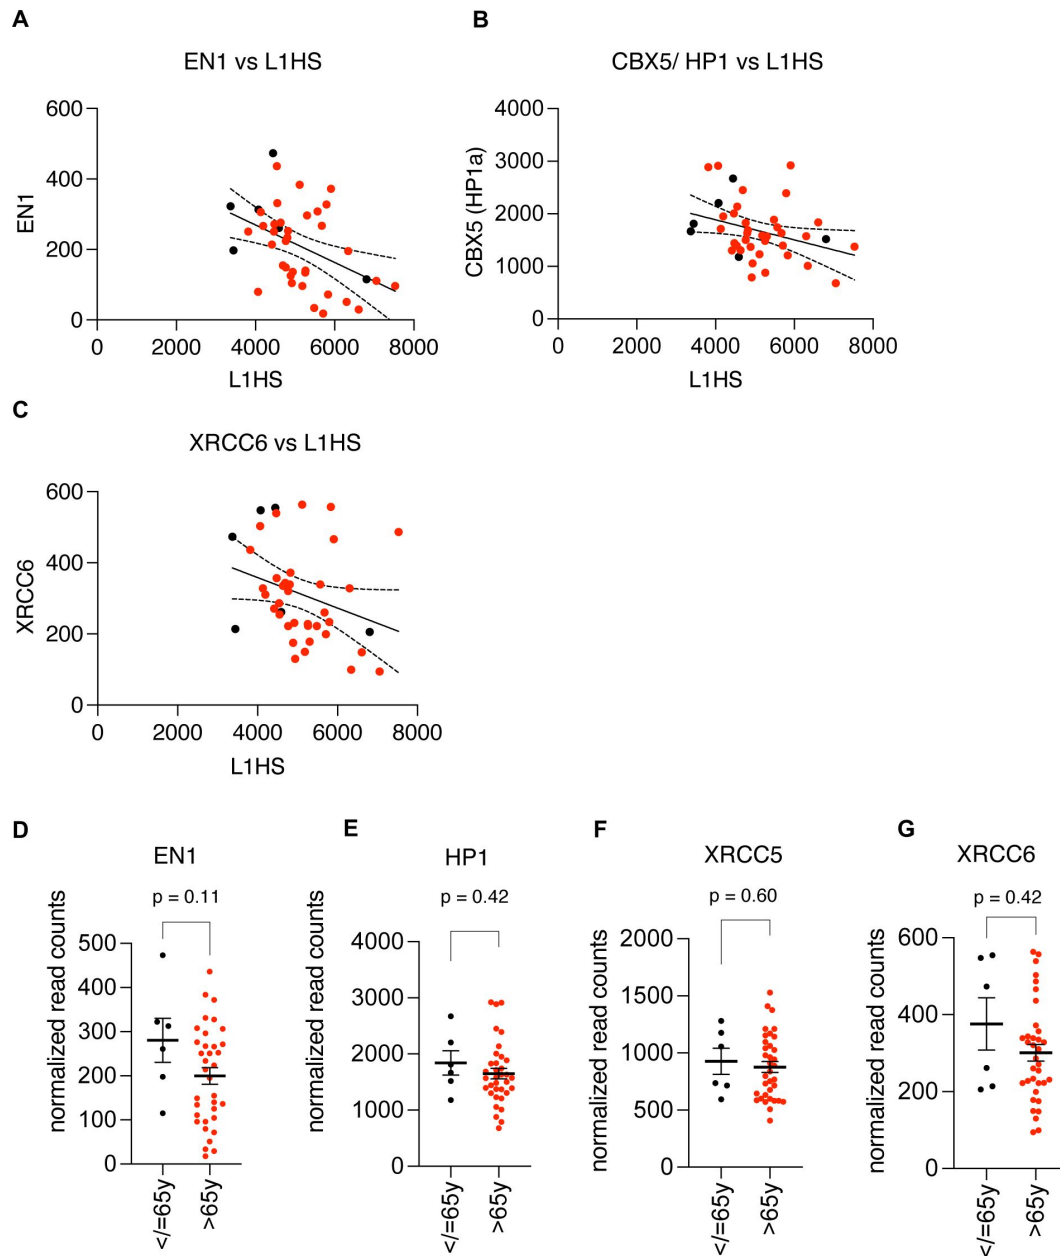 A
EN1 vs L1HS
600
400
200
0
EN1
0 2000 4000 6000 8000
L1HS
B
CBX5/ HP1 vs L1HS
4000
3000
2000
1000
0
CBX5 (HP1a)
0 2000 4000 6000 8000
L1HS
C
XRCC6 vs L1HS
600
400
200
0
XRCC6
0 2000 4000 6000 8000
L1HS
D
EN1
p = 0.11
normalized read counts
500
400
300
200
100
0
</=65y
>65y
E
HP1
p = 0.42
normalized read counts
4000
3000
2000
1000
0
</=65y
>65y
F
XRCC5
p = 0.60
normalized read counts
2000
1500
1000
500
0
</=65y
>65y
G
XRCC6
p = 0.42
normalized read counts
600
400
200
0
</=65y
>65y